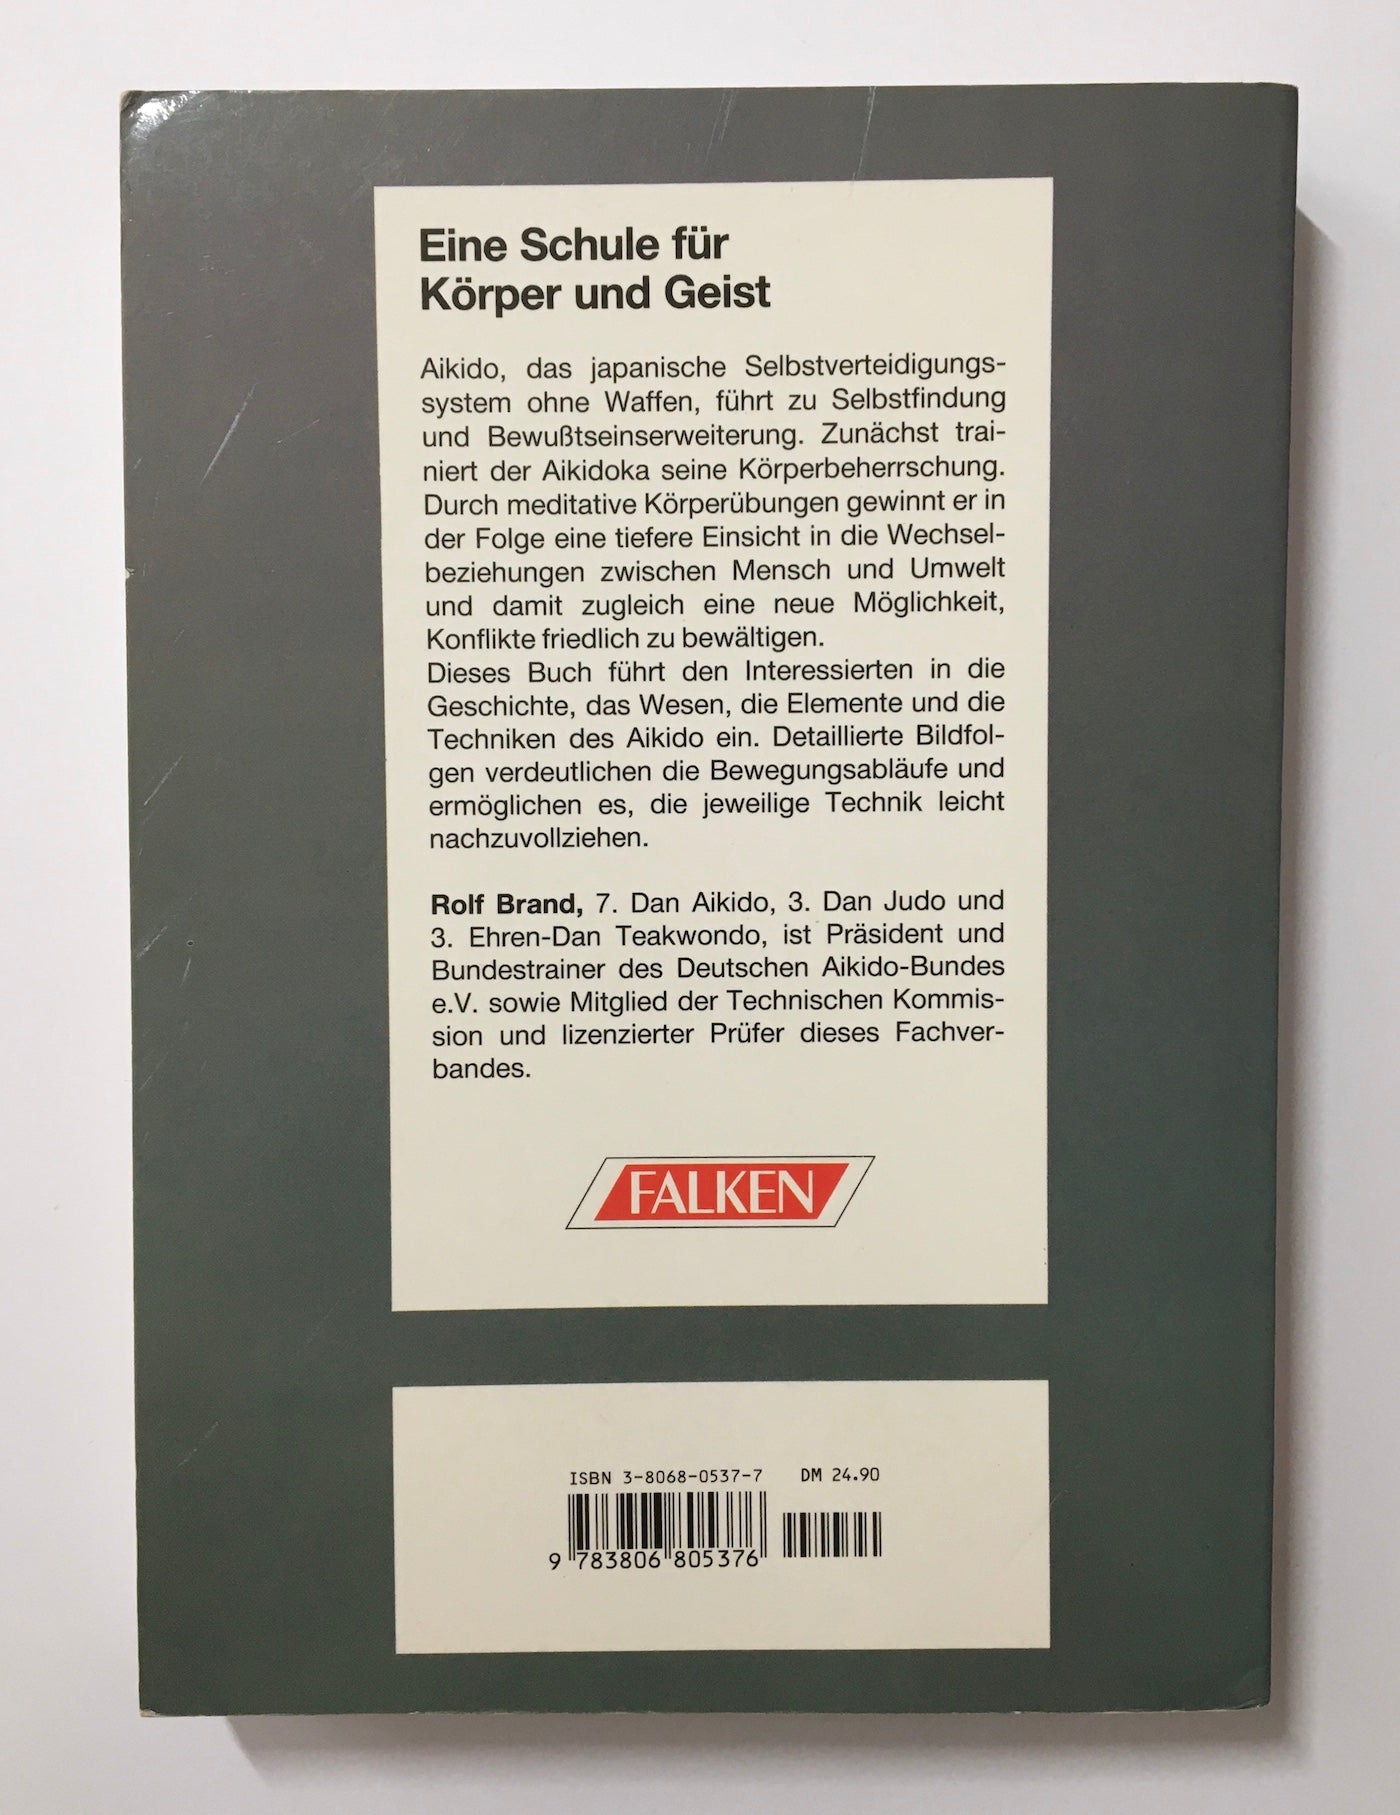 Eine Schule für
Körper und Geist
Aikido, das japanische Selbstverteidigungs-
system ohne Waffen, führt zu Selbstfindung
und Bewußtseinserweiterung. Zunächst trai-
niert der Aikidoka seine Körperbeherrschung.
Durch meditative Körperübungen gewinnt er in
der Folge eine tiefere Einsicht in die Wechsel-
beziehungen zwischen Mensch und Umwelt
und damit zugleich eine neue Möglichkeit,
Konflikte friedlich zu bewältigen.
Dieses Buch führt den Interessierten in die
Geschichte, das Wesen, die Elemente und die
Techniken des Aikido ein. Detaillierte Bildfol-
gen verdeutlichen die Bewegungsabläufe und
ermöglichen es, die jeweilige Technik leicht
nachzuvollziehen.
Rolf Brand, 7. Dan Aikido, 3. Dan Judo und
3. Ehren-Dan Teakwondo, ist Präsident und
Bundestrainer des Deutschen Aikido-Bundes
e.V. sowie Mitglied der Technischen Kommis-
sion und lizenzierter Prüfer dieses Fachver-
bandes.
FALKEN
ISBN 3-8068-0537-7 DM 24.90
9 783806 805376